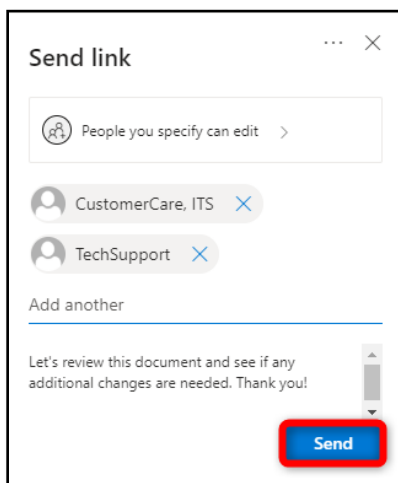 Send link
People you specify can edit
CustomerCare, ITS
TechSupport
Add another
Let's review this document and see if any
additional changes are needed. Thank you!
Send